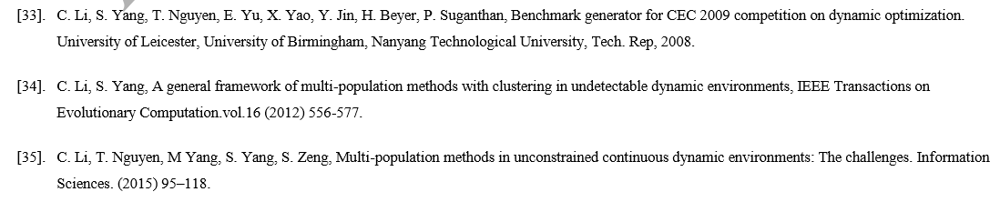 [33]. C. Li, S. Yang, T. Nguyen, E. Yu, X. Yao, Y. Jin, H. Beyer, P. Suganthan, Benchmark generator for CEC 2009 competition on dynamic optimization.
University of Leicester, University of Birmingham, Nanyang Technological University, Tech. Rep, 2008.
[34]. C. Li, S. Yang, A general framework of multi-population methods with clustering in undetectable dynamic environments, IEEE Transactions on
Evolutionary Computation.vol.16 (2012) 556-577.
[35]. C. Li, T. Nguyen, M Yang, S. Yang, S. Zeng, Multi-population methods in unconstrained continuous dynamic environments: The challenges. Information
Sciences. (2015) 95–118.